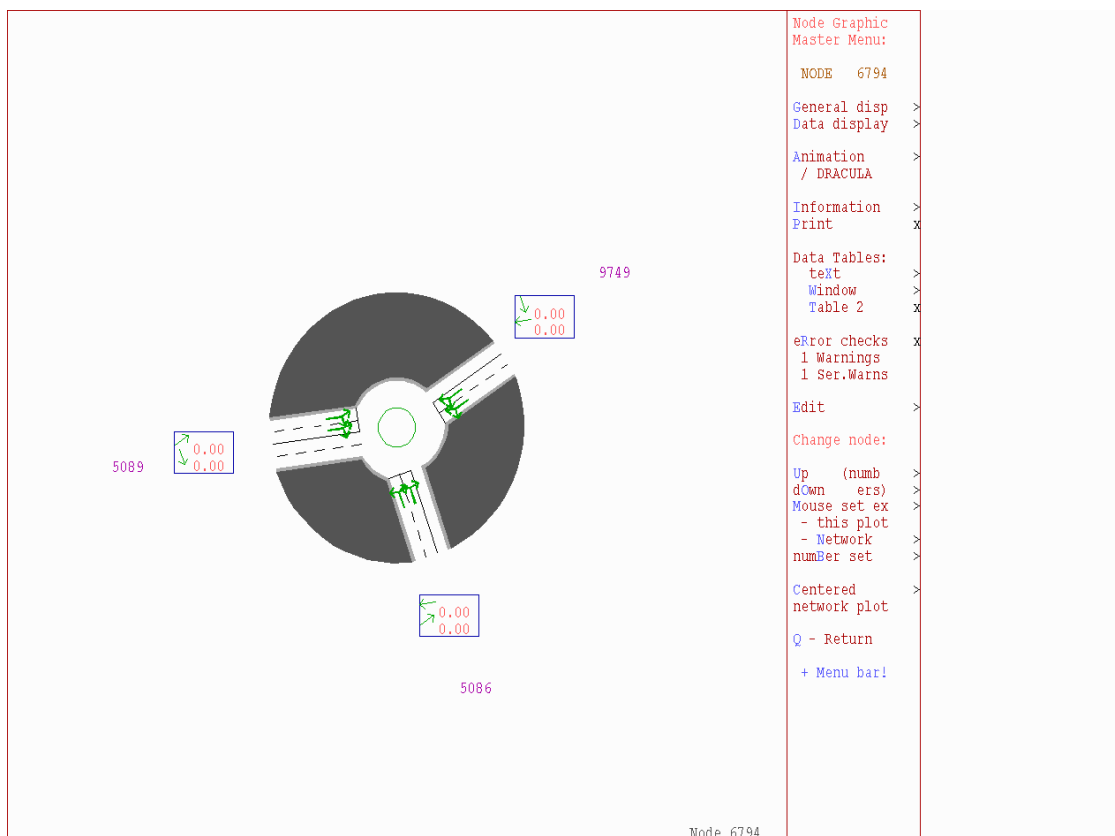 9749
0.00
0.00
5089
0.00
0.00
0.00
0.00
5086
Node 6794
Node Graphic
Master Menu:
NODE 6794
General disp >
Data display >
Animation >
/ DRACULA
Information >
Print x
Data Tables:
teXt >
Window >
Table 2 x
eRror checks x
1 Warnings
1 Ser.Warns
Edit >
Change node:
Up (numb >
dOwn ers) >
Mouse set ex >
- this plot
- Network >
numBer set >
Centered >
network plot
Q - Return
+ Menu bar!